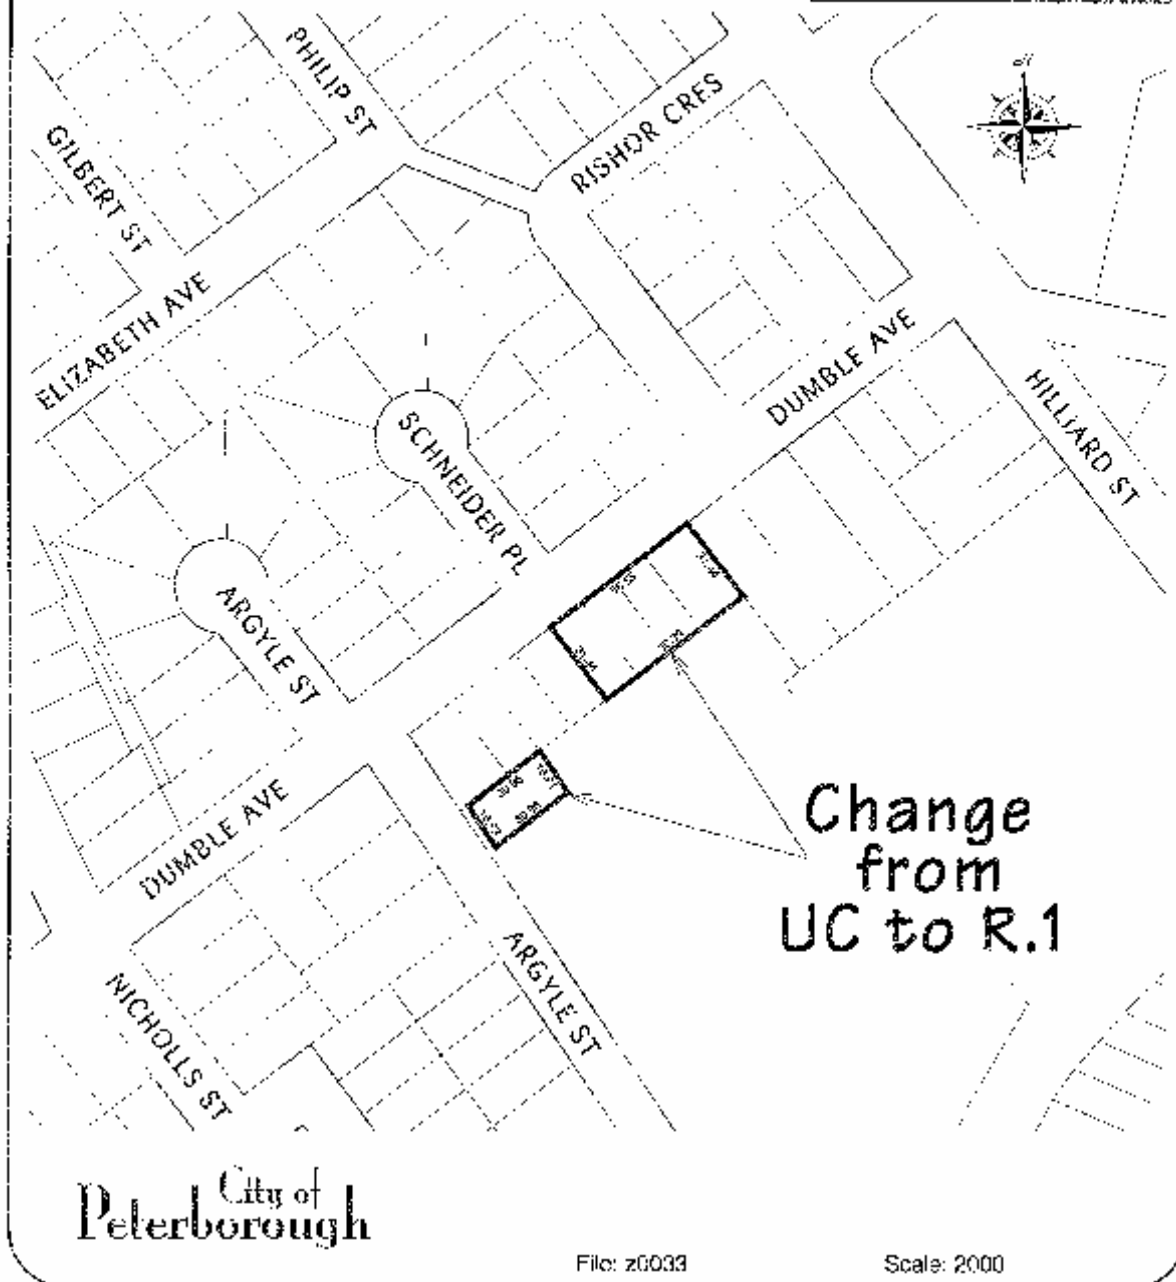 PHILIP ST
GILBERT ST
RISHOR CRES
ELIZABETH AVE
DUMBLE AVE
HILLIARD ST
SCHNEIDER PL
ARGYLE ST
DUMBLE AVE
NICHOLLS ST
ARGYLE ST
Change
from
UC to R.1
City of
Peterborough
File: z0033
Scale: 2000